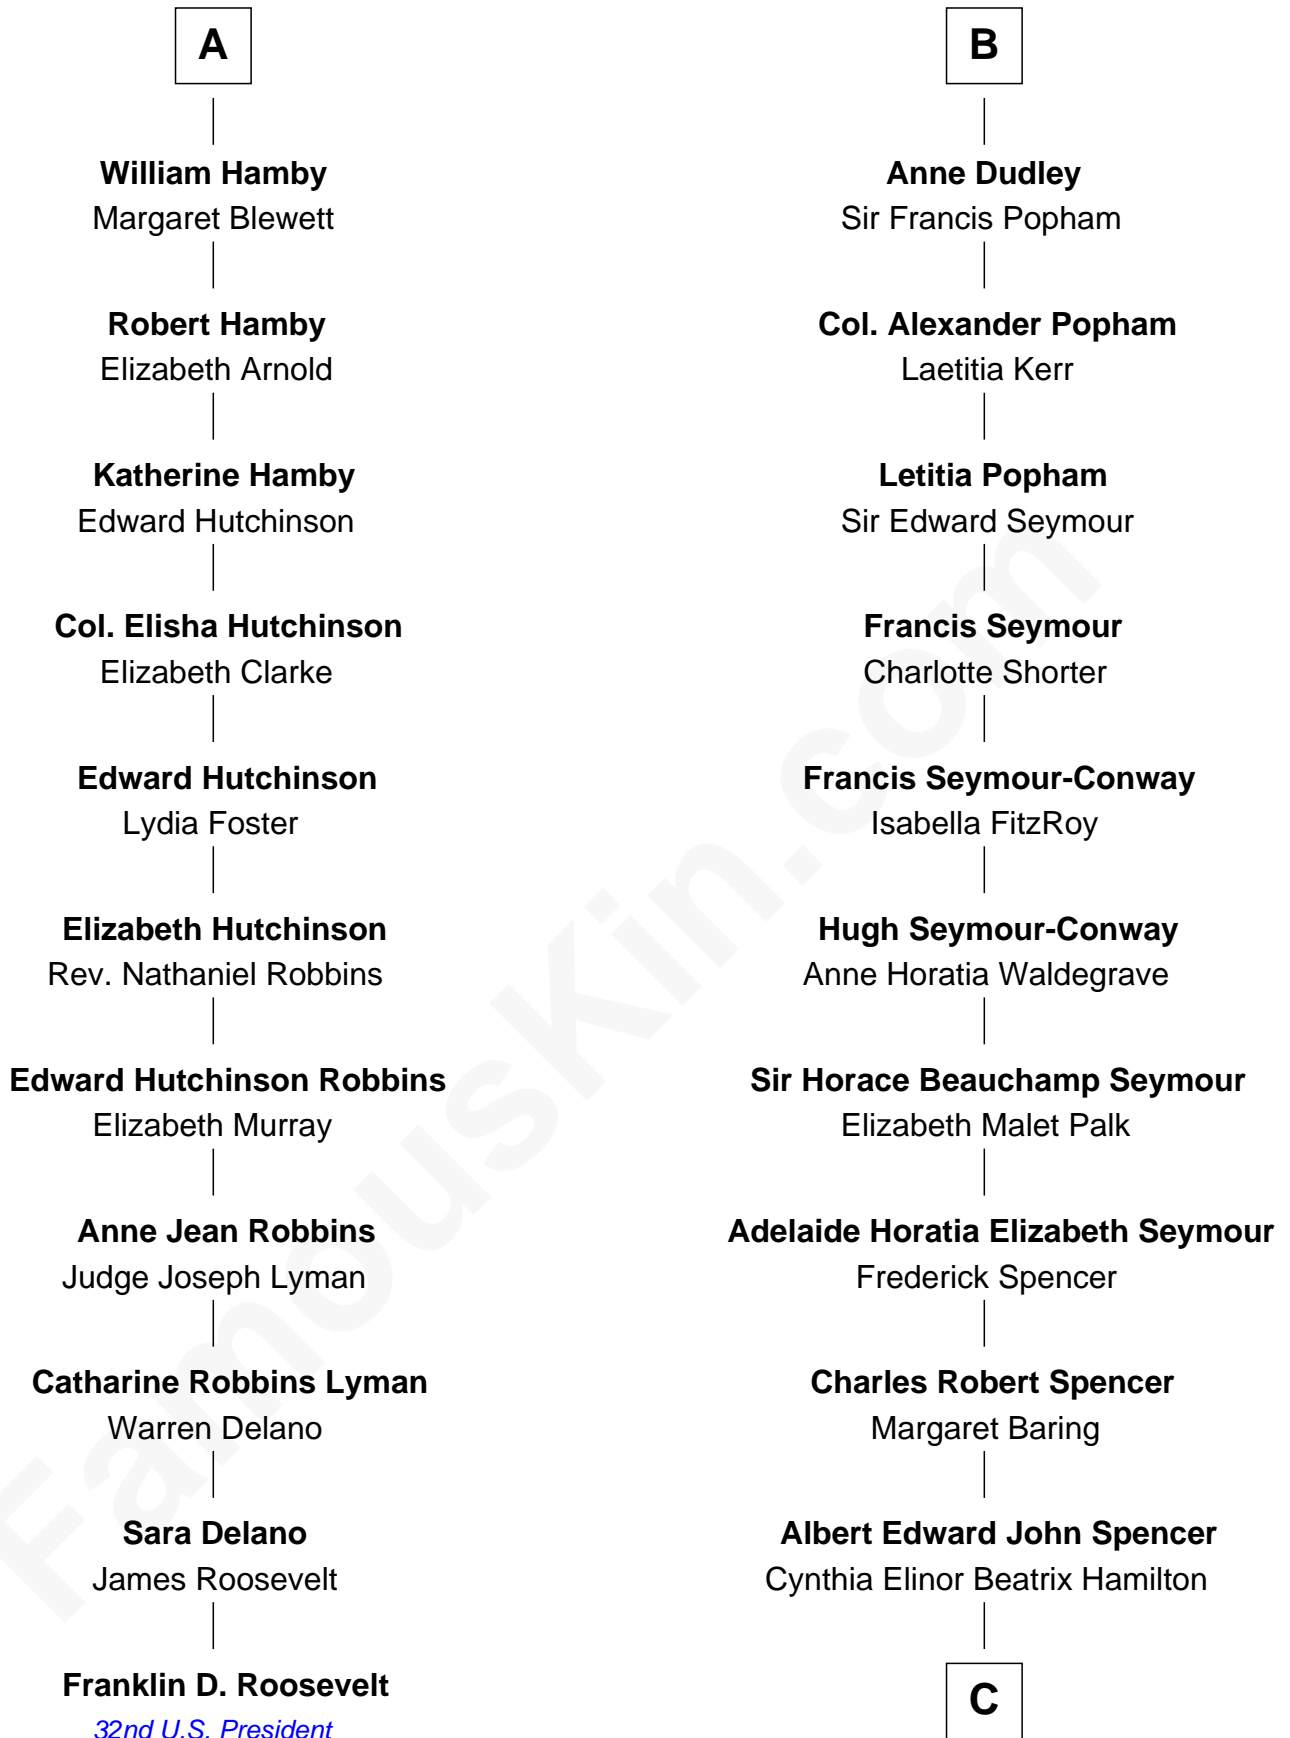 A
William Hamby
Margaret Blewett
Robert Hamby
Elizabeth Arnold
Katherine Hamby
Edward Hutchinson
Col. Elisha Hutchinson
Elizabeth Clarke
Edward Hutchinson
Lydia Foster
Elizabeth Hutchinson
Rev. Nathaniel Robbins
Edward Hutchinson Robbins
Elizabeth Murray
Anne Jean Robbins
Judge Joseph Lyman
Catharine Robbins Lyman
Warren Delano
Sara Delano
James Roosevelt
Franklin D. Roosevelt
32nd U.S. President
B
Anne Dudley
Sir Francis Popham
Col. Alexander Popham
Laetitia Kerr
Letitia Popham
Sir Edward Seymour
Francis Seymour
Charlotte Shorter
Francis Seymour-Conway
Isabella FitzRoy
Hugh Seymour-Conway
Anne Horatia Waldegrave
Sir Horace Beauchamp Seymour
Elizabeth Malet Palk
Adelaide Horatia Elizabeth Seymour
Frederick Spencer
Charles Robert Spencer
Margaret Baring
Albert Edward John Spencer
Cynthia Elinor Beatrix Hamilton
C
FamousKin.com